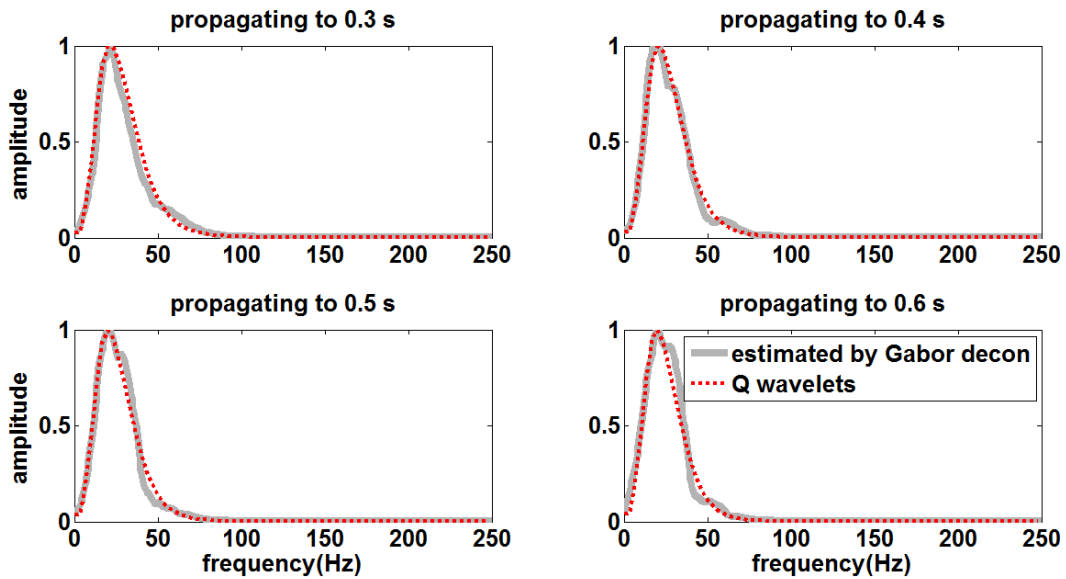 propagating to 0.3 s
amplitude
1
0.5
0
0 50 100 150 200 250
propagating to 0.4 s
1
0.5
0
0 50 100 150 200 250
propagating to 0.5 s
amplitude
1
0.5
0
0 50 100 150 200 250
frequency(Hz)
propagating to 0.6 s
1
0.5
0
estimated by Gabor decon
Q wavelets
0 50 100 150 200 250
frequency(Hz)